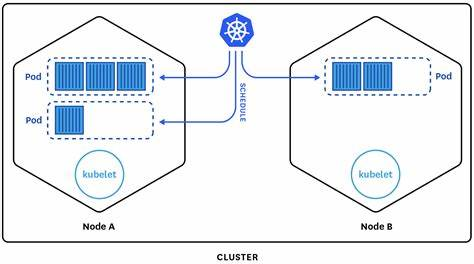 Pod
Pod
SCHEDULE
Pod
kubelet
kubelet
Node A
Node B
CLUSTER